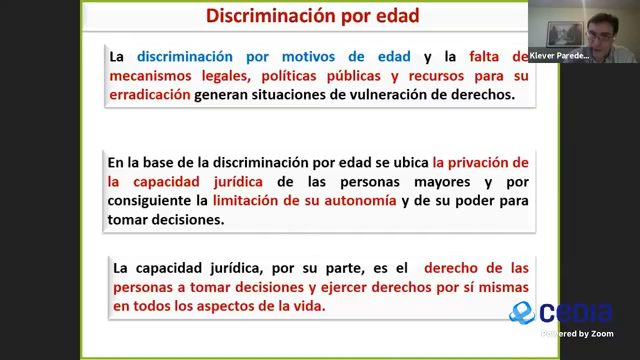 Discriminación por edad
La discriminación por motivos de edad y la falta de
mecanismos legales, políticas públicas y recursos para su
erradicación generan situaciones de vulneración de derechos.
En la base de la discriminación por edad se ubica la privación de
la capacidad jurídica de las personas mayores y por
consiguiente la limitación de su autonomía y de su poder para
tomar decisiones.
La capacidad jurídica, por su parte, es el derecho de las
personas a tomar decisiones y ejercer derechos por sí mismas
en todos los aspectos de la vida.
Klever Parede...
cedia
Powered by Zoom